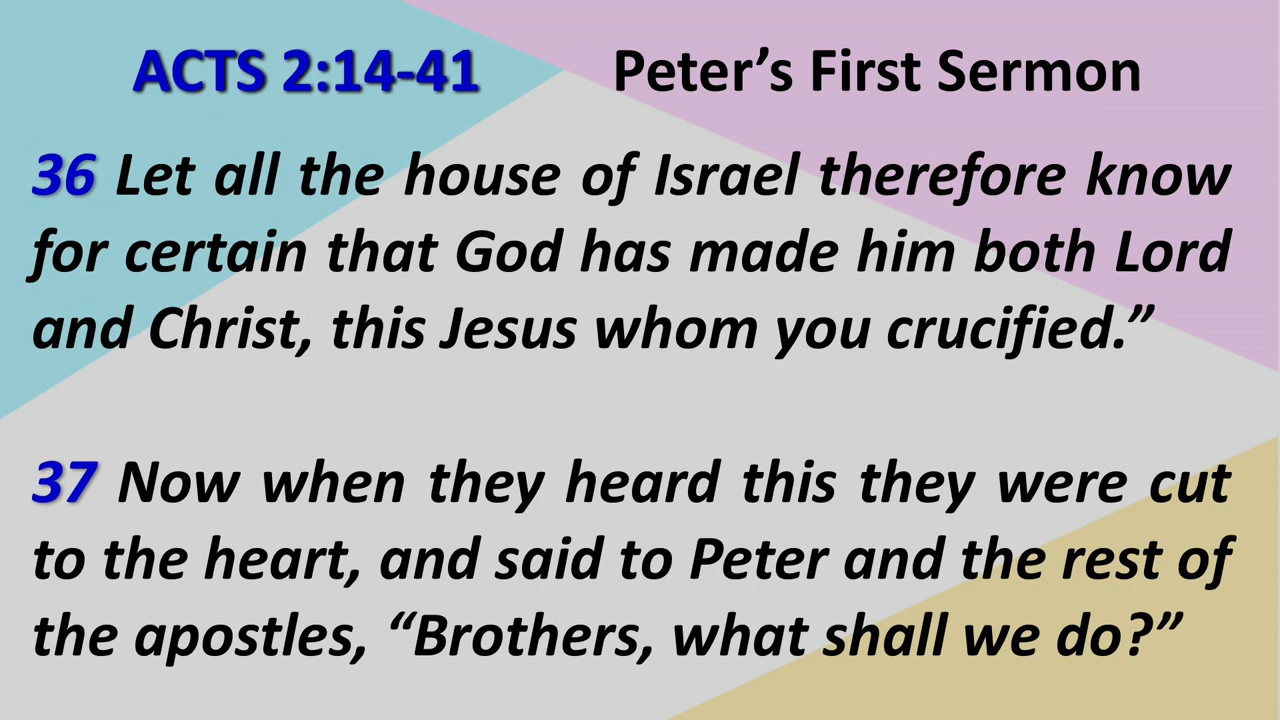 ACTS 2:14-41 Peter’s First Sermon
36 Let all the house of Israel therefore know
for certain that God has made him both Lord
and Christ, this Jesus whom you crucified.”
37 Now when they heard this they were cut
to the heart, and said to Peter and the rest of
the apostles, “Brothers, what shall we do?”